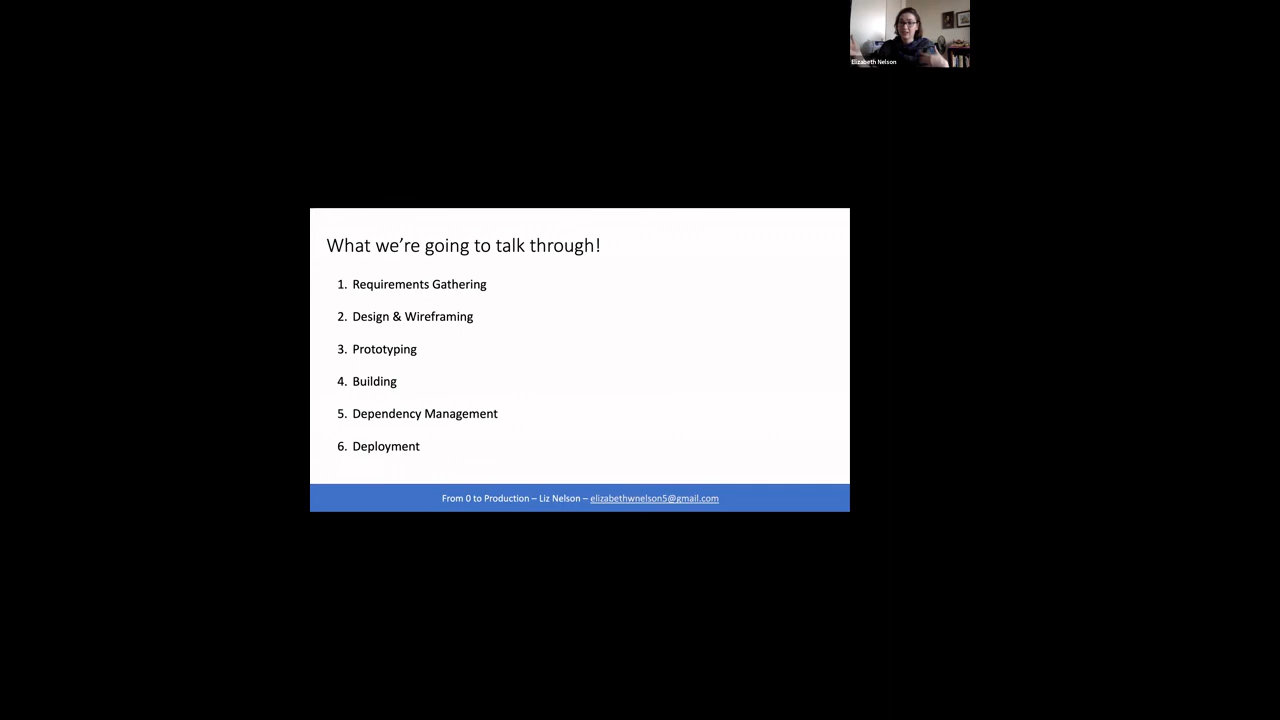 Elizabeth Nelson
What we’re going to talk through!
1. Requirements Gathering
2. Design & Wireframing
3. Prototyping
4. Building
5. Dependency Management
6. Deployment
From 0 to Production – Liz Nelson – elizabethwnelson5@gmail.com